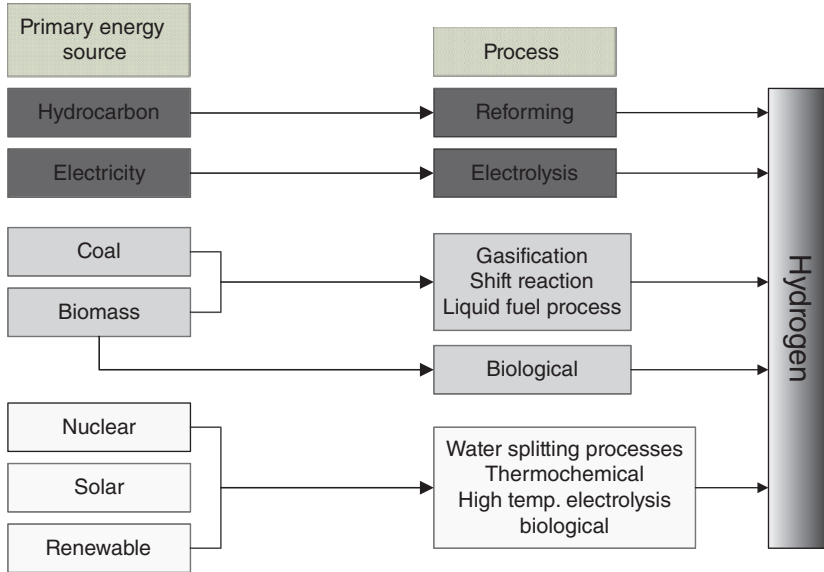 Primary energy
source
Process
Hydrocarbon
Reforming
Electricity
Electrolysis
Coal
Biomass
Gasification
Shift reaction
Liquid fuel process
Biological
Nuclear
Solar
Renewable
Water splitting processes
Thermochemical
High temp. electrolysis
biological
Hydrogen